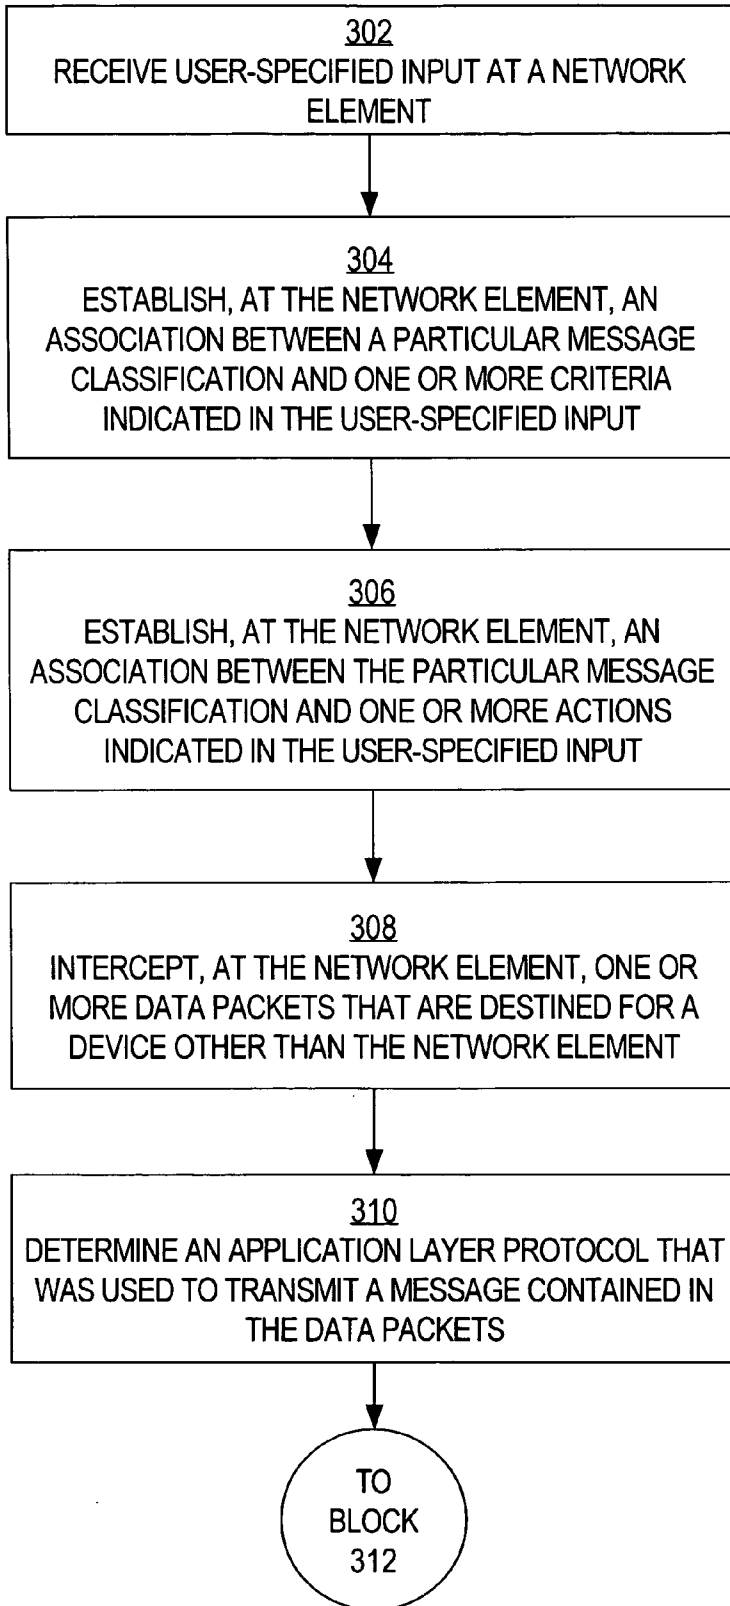 302
RECEIVE USER-SPECIFIED INPUT AT A NETWORK
ELEMENT
304
ESTABLISH, AT THE NETWORK ELEMENT, AN
ASSOCIATION BETWEEN A PARTICULAR MESSAGE
CLASSIFICATION AND ONE OR MORE CRITERIA
INDICATED IN THE USER-SPECIFIED INPUT
306
ESTABLISH, AT THE NETWORK ELEMENT, AN
ASSOCIATION BETWEEN THE PARTICULAR MESSAGE
CLASSIFICATION AND ONE OR MORE ACTIONS
INDICATED IN THE USER-SPECIFIED INPUT
308
INTERCEPT, AT THE NETWORK ELEMENT, ONE OR
MORE DATA PACKETS THAT ARE DESTINED FOR A
DEVICE OTHER THAN THE NETWORK ELEMENT
310
DETERMINE AN APPLICATION LAYER PROTOCOL THAT
WAS USED TO TRANSMIT A MESSAGE CONTAINED IN
THE DATA PACKETS
TO
BLOCK
312